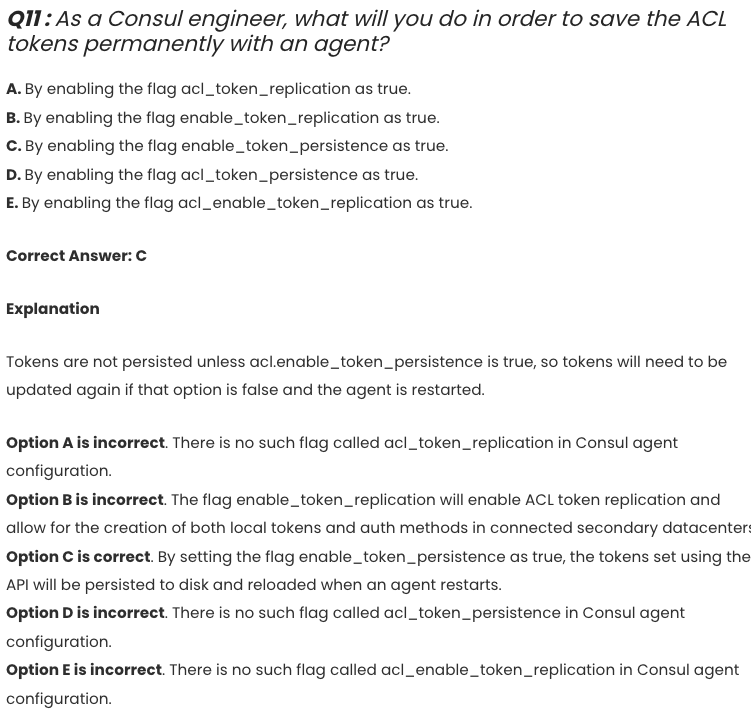 Q11 : As a Consul engineer, what will you do in order to save the ACL
tokens permanently with an agent?
A. By enabling the flag acl_token_replication as true.
B. By enabling the flag enable_token_replication as true.
C. By enabling the flag enable_token_persistence as true.
D. By enabling the flag acl_token_persistence as true.
E. By enabling the flag acl_enable_token_replication as true.
Correct Answer: C
Explanation
Tokens are not persisted unless acl.enable_token_persistence is true, so tokens will need to be
updated again if that option is false and the agent is restarted.
Option A is incorrect. There is no such flag called acl_token_replication in Consul agent
configuration.
Option B is incorrect. The flag enable_token_replication will enable ACL token replication and
allow for the creation of both local tokens and auth methods in connected secondary datacenters
Option C is correct. By setting the flag enable_token_persistence as true, the tokens set using the
API will be persisted to disk and reloaded when an agent restarts.
Option D is incorrect. There is no such flag called acl_token_persistence in Consul agent
configuration.
Option E is incorrect. There is no such flag called acl_enable_token_replication in Consul agent
configuration.